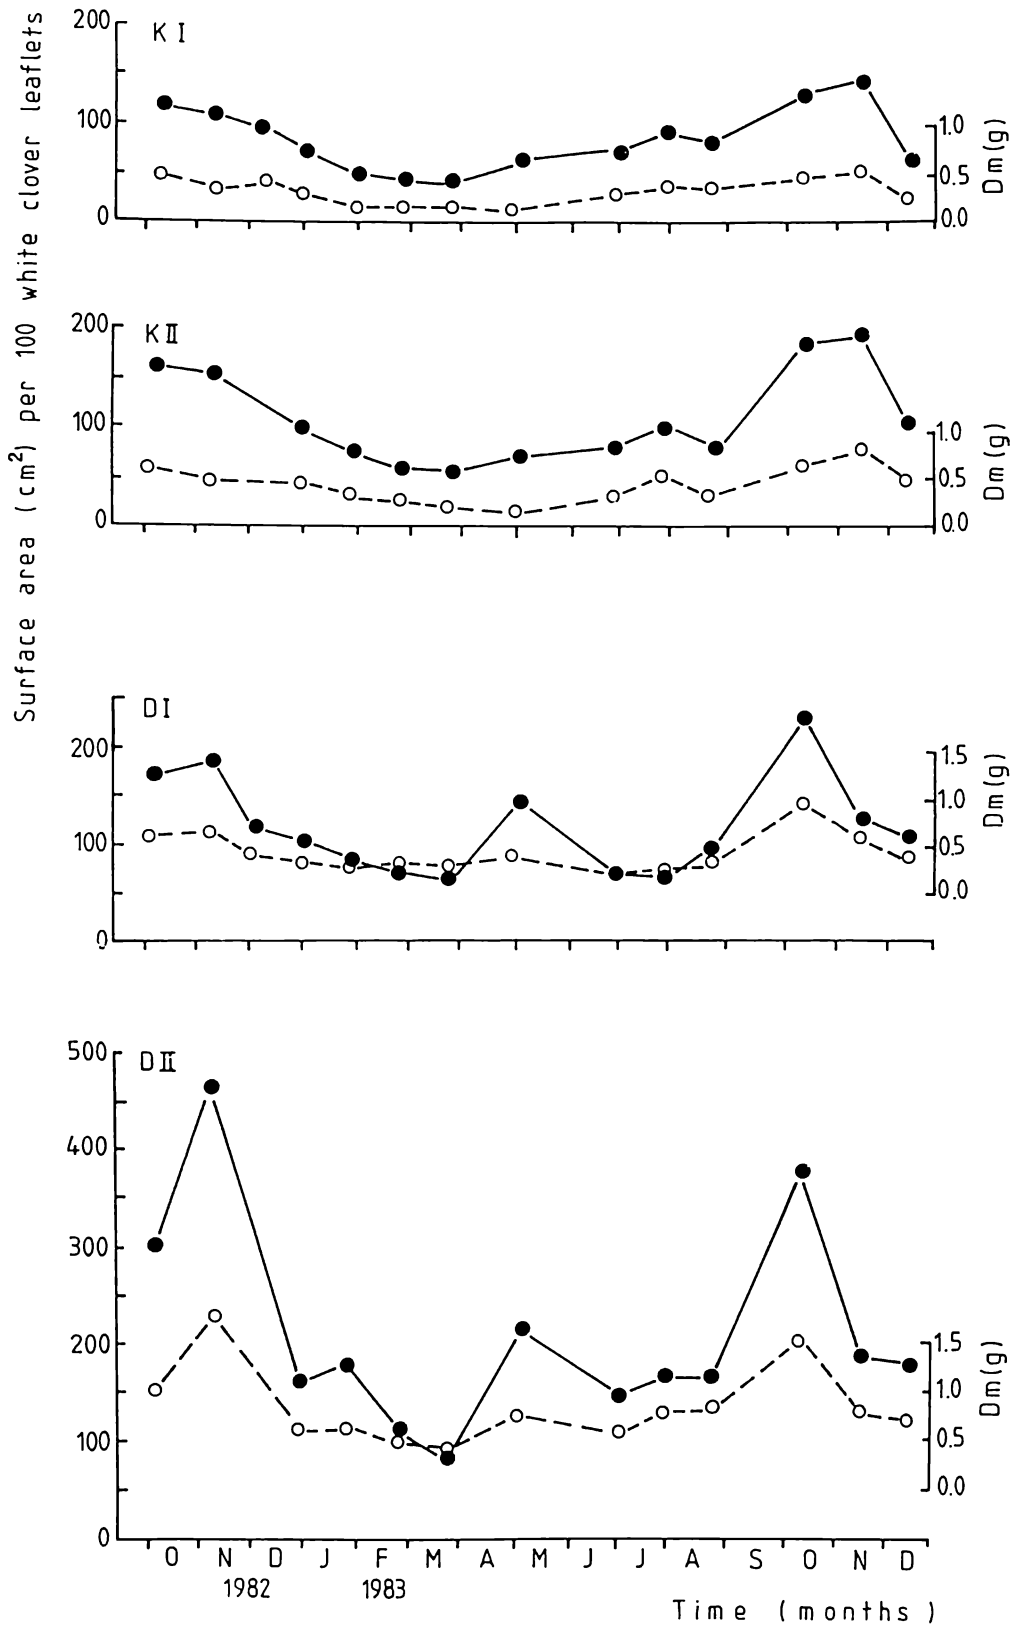 Surface area (cm²) per 100 white clover leaflets
K I
200
100
0
1.0
0.5
0.0
Dm(g)
K II
200
100
0
1.0
0.5
0.0
Dm(g)
D I
200
100
0
1.5
1.0
0.5
0.0
Dm(g)
D II
500
400
300
200
100
0
1.5
1.0
0.5
0.0
Dm(g)
O N D J F M A M J J A S O N D
1982 1983
Time (months)